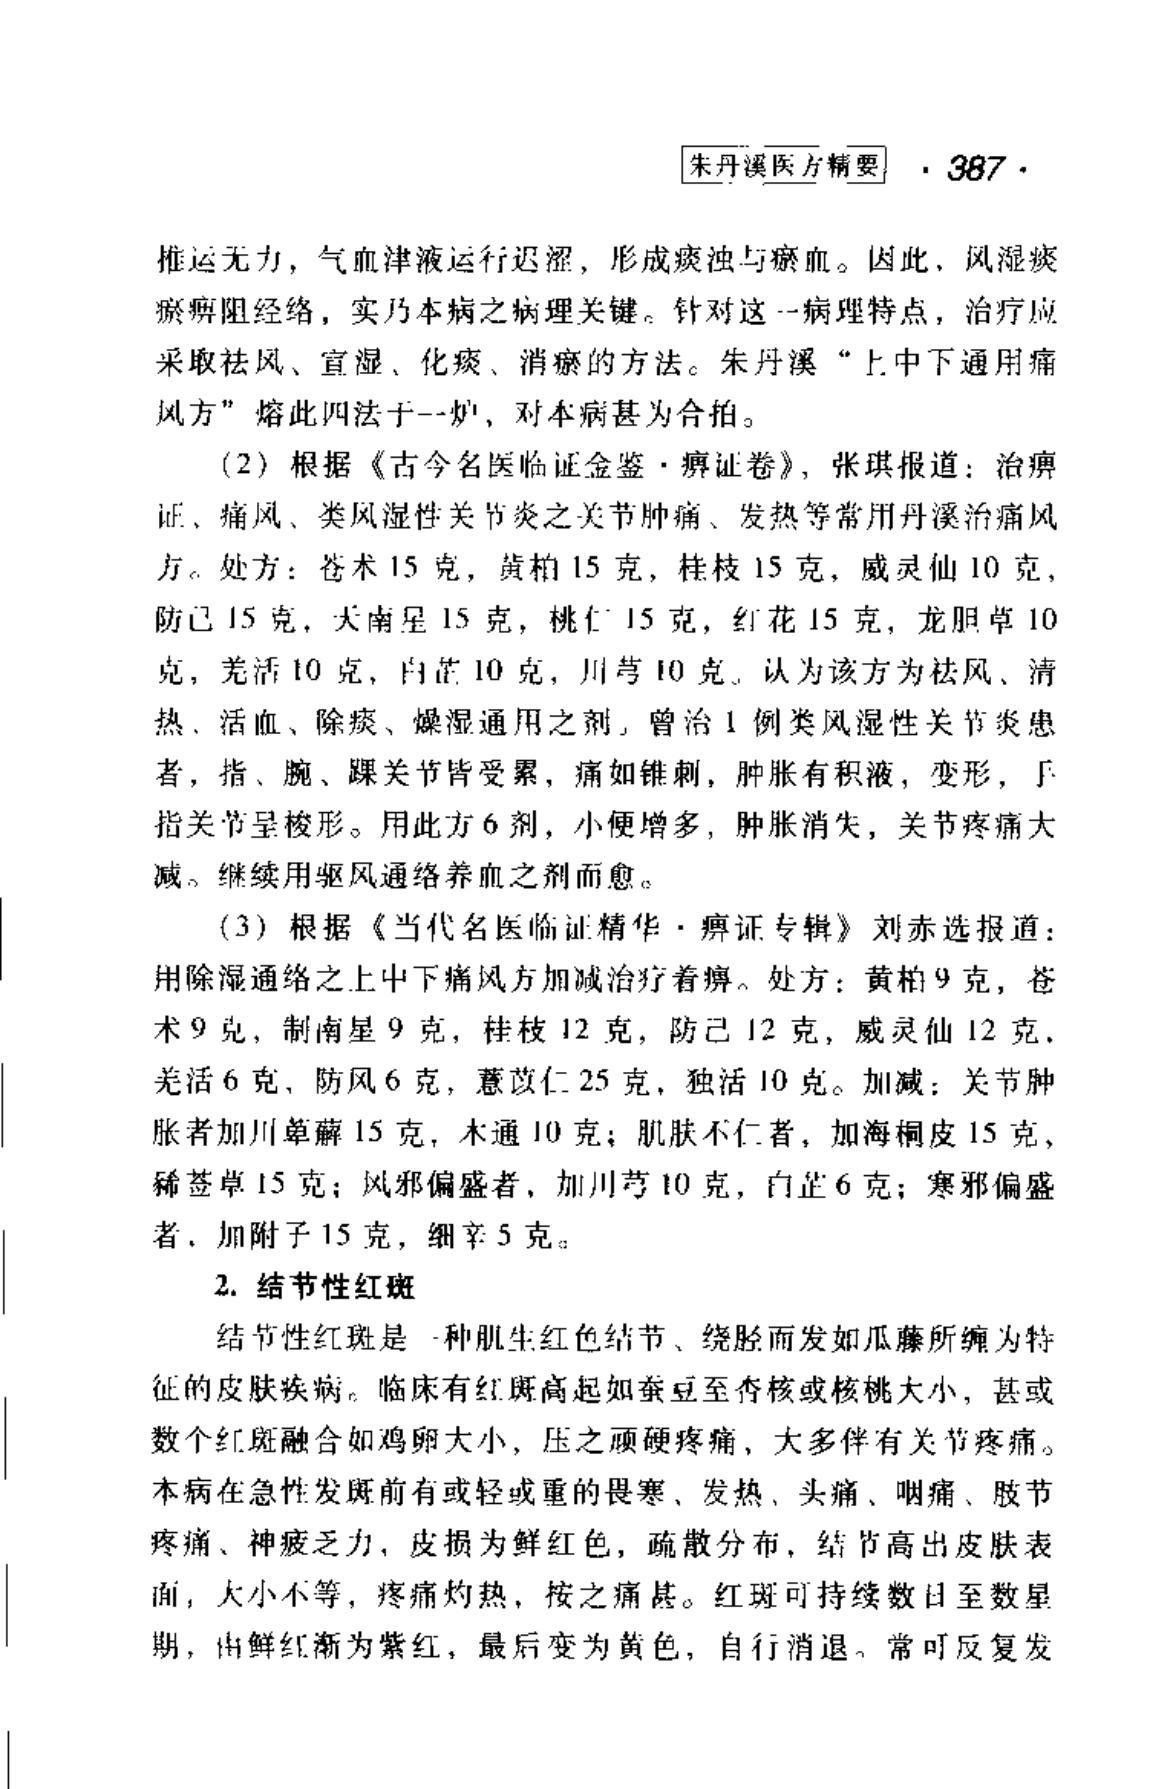 朱丹溪医方精要 · 387 ·
推运无力，气血津液运行迟涩，形成痰浊与瘀血。因此，风湿痰
瘀痹阻经络，实乃本病之病理关键。针对这一病理特点，治疗应
采取祛风、宣湿、化痰、消瘀的方法。朱丹溪“上中下通用痛
风方”熔此四法于一炉，对本病甚为合拍。
（2）根据《古今名医临证金鉴·痹证卷》，张琪报道：治痹
证、痛风、类风湿性关节炎之关节肿痛、发热等常用丹溪治痛风
方。处方：苍术 15 克，黄柏 15 克，桂枝 15 克，威灵仙 10 克，
防己 15 克，天南星 15 克，桃仁 15 克，红花 15 克，龙胆草 10
克，羌活 10 克，白芷 10 克，川芎 10 克。认为该方为祛风、清
热、活血、除痰、燥湿通用之剂。曾治 1 例类风湿性关节炎患
者，指、腕、踝关节皆受累，痛如锥刺，肿胀有积液，变形，手
指关节呈梭形。用此方 6 剂，小便增多，肿胀消失，关节疼痛大
减。继续用驱风通络养血之剂而愈。
（3）根据《当代名医临证精华·痹证专辑》刘赤选报道：
用除湿通络之上中下痛风方加减治疗着痹。处方：黄柏 9 克，苍
术 9 克，制南星 9 克，桂枝 12 克，防己 12 克，威灵仙 12 克，
羌活 6 克，防风 6 克，薏苡仁 25 克，独活 10 克。加减：关节肿
胀者加川萆薢 15 克，木通 10 克；肌肤不仁者，加海桐皮 15 克、
豨莶草 15 克；风邪偏盛者，加川芎 10 克，白芷 6 克；寒邪偏盛
者，加附子 15 克，细辛 5 克。
2. 结节性红斑
结节性红斑是一种肌生红色结节、绕胫而发如瓜藤所缠为特
征的皮肤疾病。临床有红斑高起如蚕豆至杏核或核桃大小，甚或
数个红斑融合如鸡卵大小，压之顽硬疼痛，大多伴有关节疼痛。
本病在急性发斑前有或轻或重的畏寒、发热、头痛、咽痛、肢节
疼痛、神疲乏力，皮损为鲜红色，疏散分布，结节高出皮肤表
面，大小不等，疼痛灼热，按之痛甚。红斑可持续数日至数星
期，由鲜红渐为紫红，最后变为黄色，自行消退。常可反复发